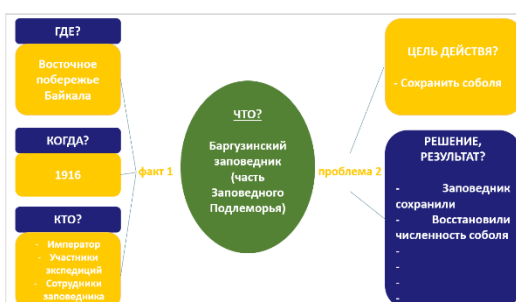 ГДЕ?
Восточное
побережье
Байкала
КОГДА?
1916
КТО?
- Император
- Участники
экспедиций
- Сотрудники
заповедника
факт 1
ЧТО?
Баргузинский
заповедник
(часть
Заповедного
Подлеморья)
проблема 2
ЦЕЛЬ ДЕЙСТВИЯ?
- Сохранить соболя
РЕШЕНИЕ,
РЕЗУЛЬТАТ?
- Заповедник
сохранили
- Восстановили
численность соболя
-
-
-
-